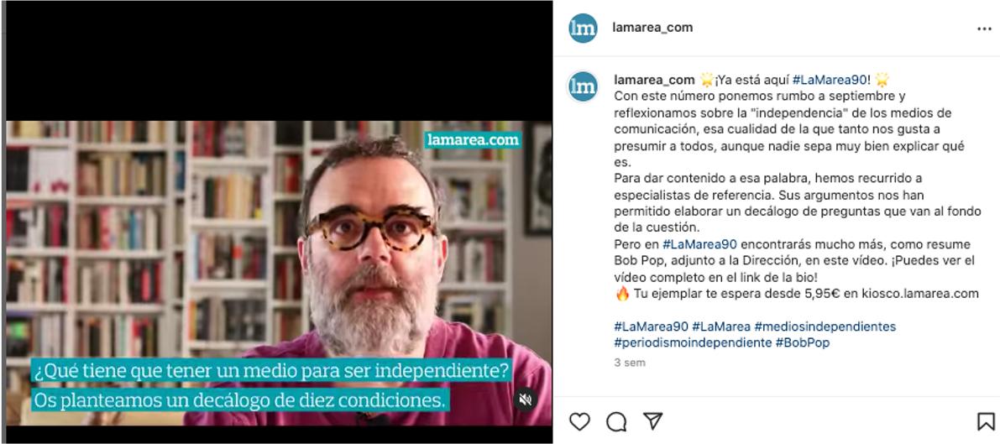 lamarea.com
¿Qué tiene que tener un medio para ser independiente?
Os planteamos un decálogo de diez condiciones.
lm
lamarea_com
lm
lamarea_com 🌟¡Ya está aquí #LaMarea90! 🌟
Con este número ponemos rumbo a septiembre y
reflexionamos sobre la "independencia" de los medios de
comunicación, esa cualidad de la que tanto nos gusta a
presumir a todos, aunque nadie sepa muy bien explicar qué
es.
Para dar contenido a esa palabra, hemos recurrido a
especialistas de referencia. Sus argumentos nos han
permitido elaborar un decálogo de preguntas que van al fondo
de la cuestión.
Pero en #LaMarea90 encontrarás mucho más, como resume
Bob Pop, adjunto a la Dirección, en este vídeo. ¡Puedes ver el
vídeo completo en el link de la bio!
🔥 Tu ejemplar te espera desde 5,95€ en kiosco.lamarea.com
#LaMarea90 #LaMarea #mediosindependientes
#periodismoindependiente #BobPop
3 sem